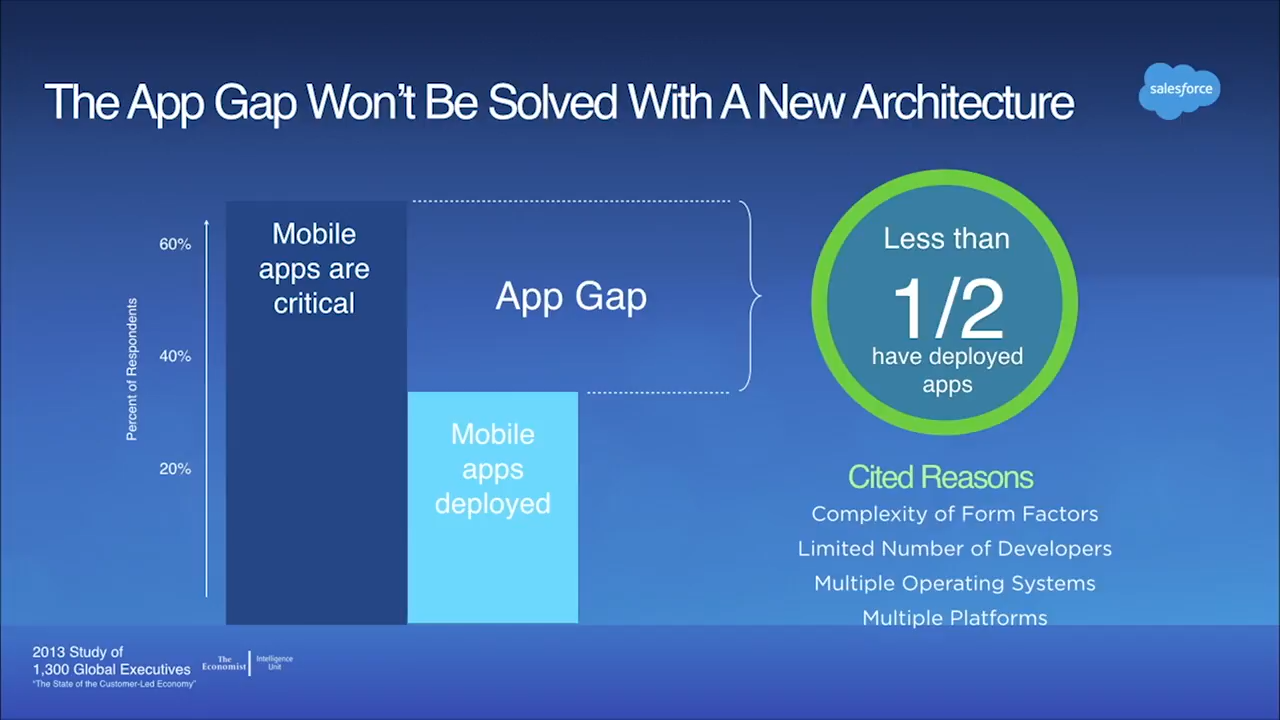 The App Gap Won't Be Solved With A New Architecture
salesforce
Percent of Respondents
60%
40%
20%
Mobile
apps are
critical
App Gap
Mobile
apps
deployed
Less than
1/2
have deployed
apps
Cited Reasons
Complexity of Form Factors
Limited Number of Developers
Multiple Operating Systems
Multiple Platforms
2013 Study of
1,300 Global Executives
"The State of the Customer-Led Economy"
The
Economist
Intelligence
Unit